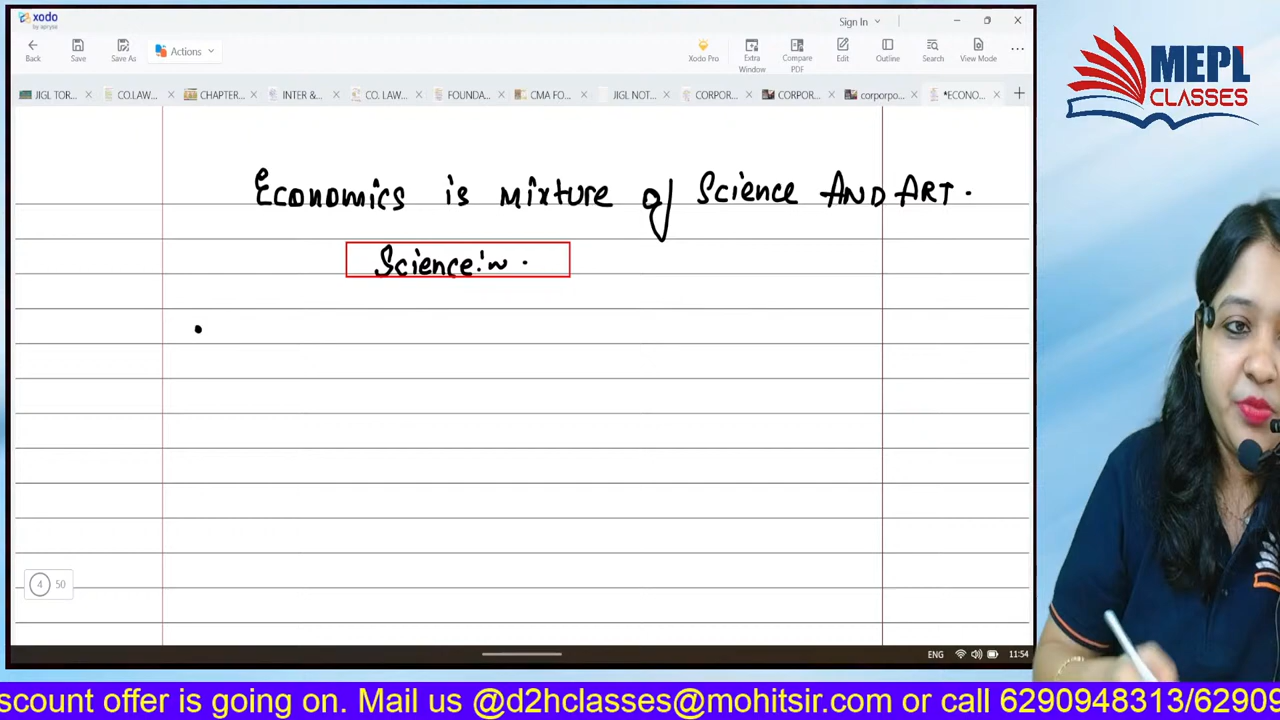 xodo
by apryse
Sign In
Back Save Save As Actions Xodo Pro Extra Window Compare PDF Edit Outline Search View Mode
JIGL TOR... CO.LAW... CHAPTER... INTER &... LAW... FOUNDA... CMA FO... JIGL NOT... CORPOR... CORPOR... corporpo... *ECONO...
MEPL
CLASSES
Economics is mixture of Science AND ART.
Science:~ .
4 50
ENG 11:54
scount offer is going on. Mail us @d2hclasses@mohitsir.com or call 6290948313/62909